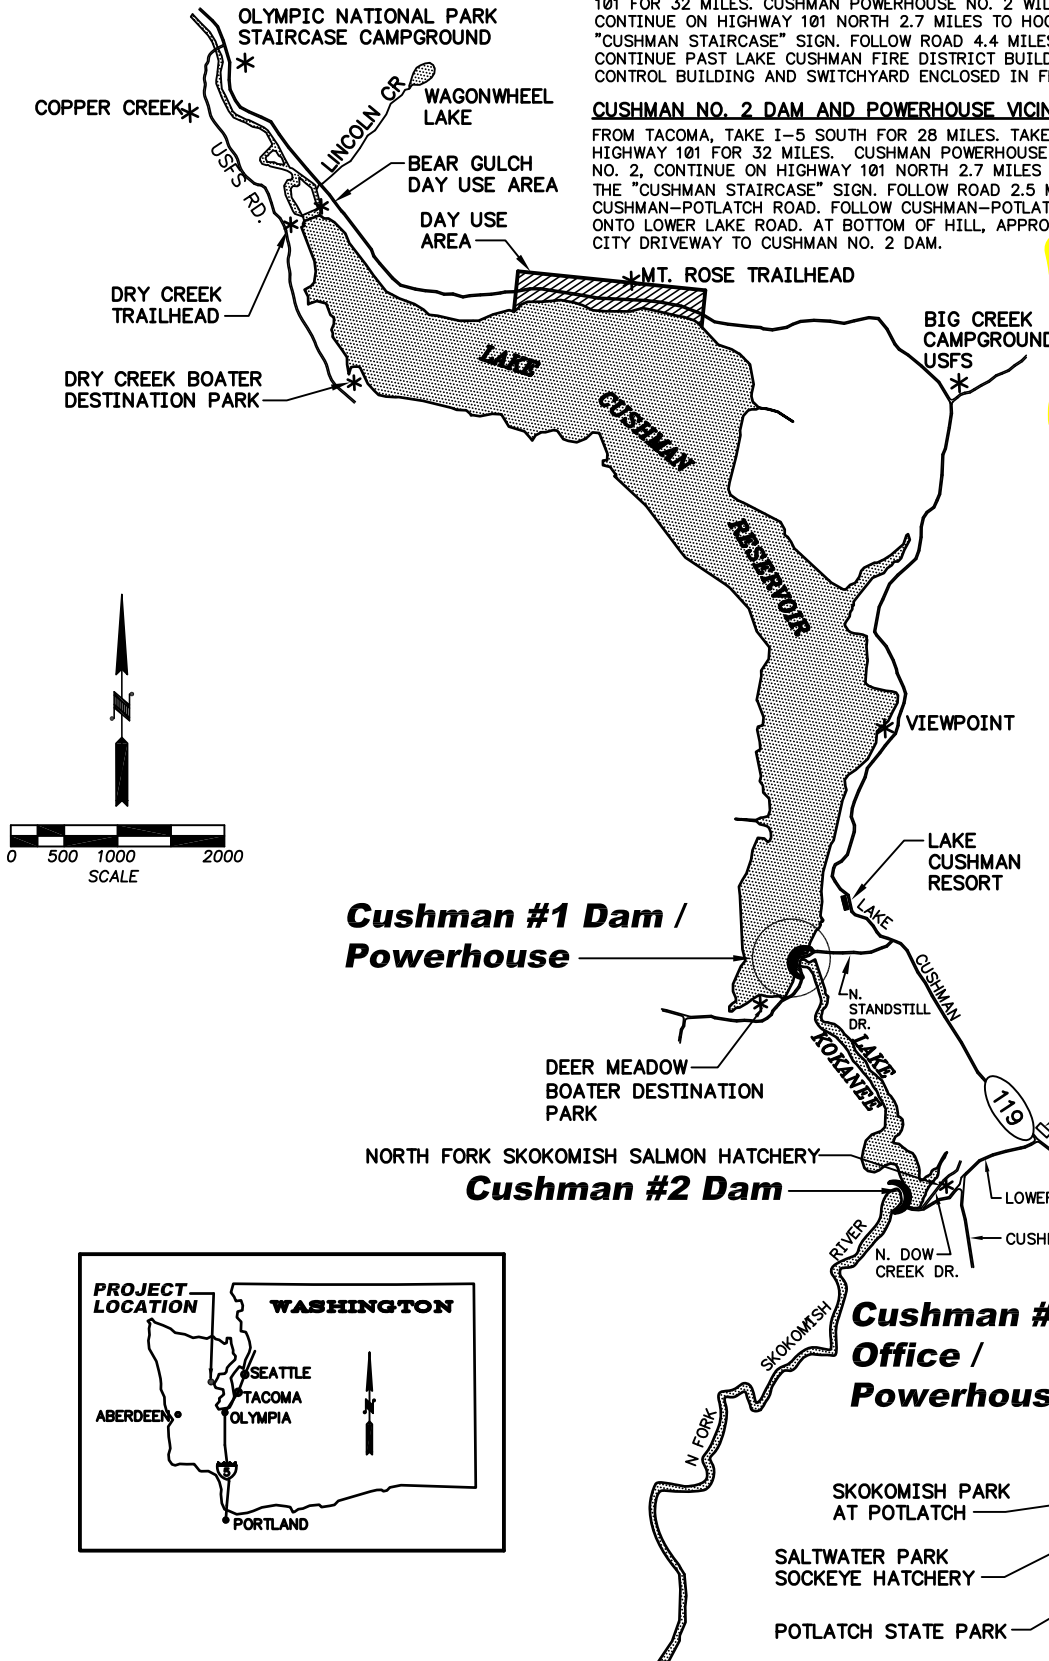 101 FOR 32 MILES. CUSHMAN POWERHOUSE NO. 2 WIL
CONTINUE ON HIGHWAY 101 NORTH 2.7 MILES TO HOO
"CUSHMAN STAIRCASE" SIGN. FOLLOW ROAD 4.4 MILES
CONTINUE PAST LAKE CUSHMAN FIRE DISTRICT BUILD
CONTROL BUILDING AND SWITCHYARD ENCLOSED IN F
CUSHMAN NO. 2 DAM AND POWERHOUSE VICIN
FROM TACOMA, TAKE I-5 SOUTH FOR 28 MILES. TAKE
HIGHWAY 101 FOR 32 MILES. CUSHMAN POWERHOUSE
NO. 2, CONTINUE ON HIGHWAY 101 NORTH 2.7 MILES
THE "CUSHMAN STAIRCASE" SIGN. FOLLOW ROAD 2.5 M
CUSHMAN-POTLATCH ROAD. FOLLOW CUSHMAN-POTLAT
ONTO LOWER LAKE ROAD. AT BOTTOM OF HILL, APPRO
CITY DRIVEWAY TO CUSHMAN NO. 2 DAM.
OLYMPIC NATIONAL PARK
STAIRCASE CAMPGROUND
COPPER CREEK
LINCOLN CR
WAGONWHEEL
LAKE
USFS RD.
BEAR GULCH
DAY USE AREA
DAY USE
AREA
MT. ROSE TRAILHEAD
DRY CREEK
TRAILHEAD
BIG CREEK
CAMPGROUND
USFS
DRY CREEK BOATER
DESTINATION PARK
LAKE
CUSHMAN
RESERVOIR
N
VIEWPOINT
0 500 1000 2000
SCALE
LAKE
CUSHMAN
RESORT
LAKE
CUSHMAN
Cushman #1 Dam /
Powerhouse
N.
STANDSTILL
DR.
LAKE
KOKANEE
DEER MEADOW
BOATER DESTINATION
PARK
119
NORTH FORK SKOKOMISH SALMON HATCHERY
Cushman #2 Dam
LOWER
CUSH
N. DOW
CREEK DR.
RIVER
SKOKOMISH
N FORK
Cushman #
Office /
Powerhous
PROJECT
LOCATION
WASHINGTON
SEATTLE
TACOMA
ABERDEEN
OLYMPIA
N
5
PORTLAND
SKOKOMISH PARK
AT POTLATCH
SALTWATER PARK
SOCKEYE HATCHERY
POTLATCH STATE PARK